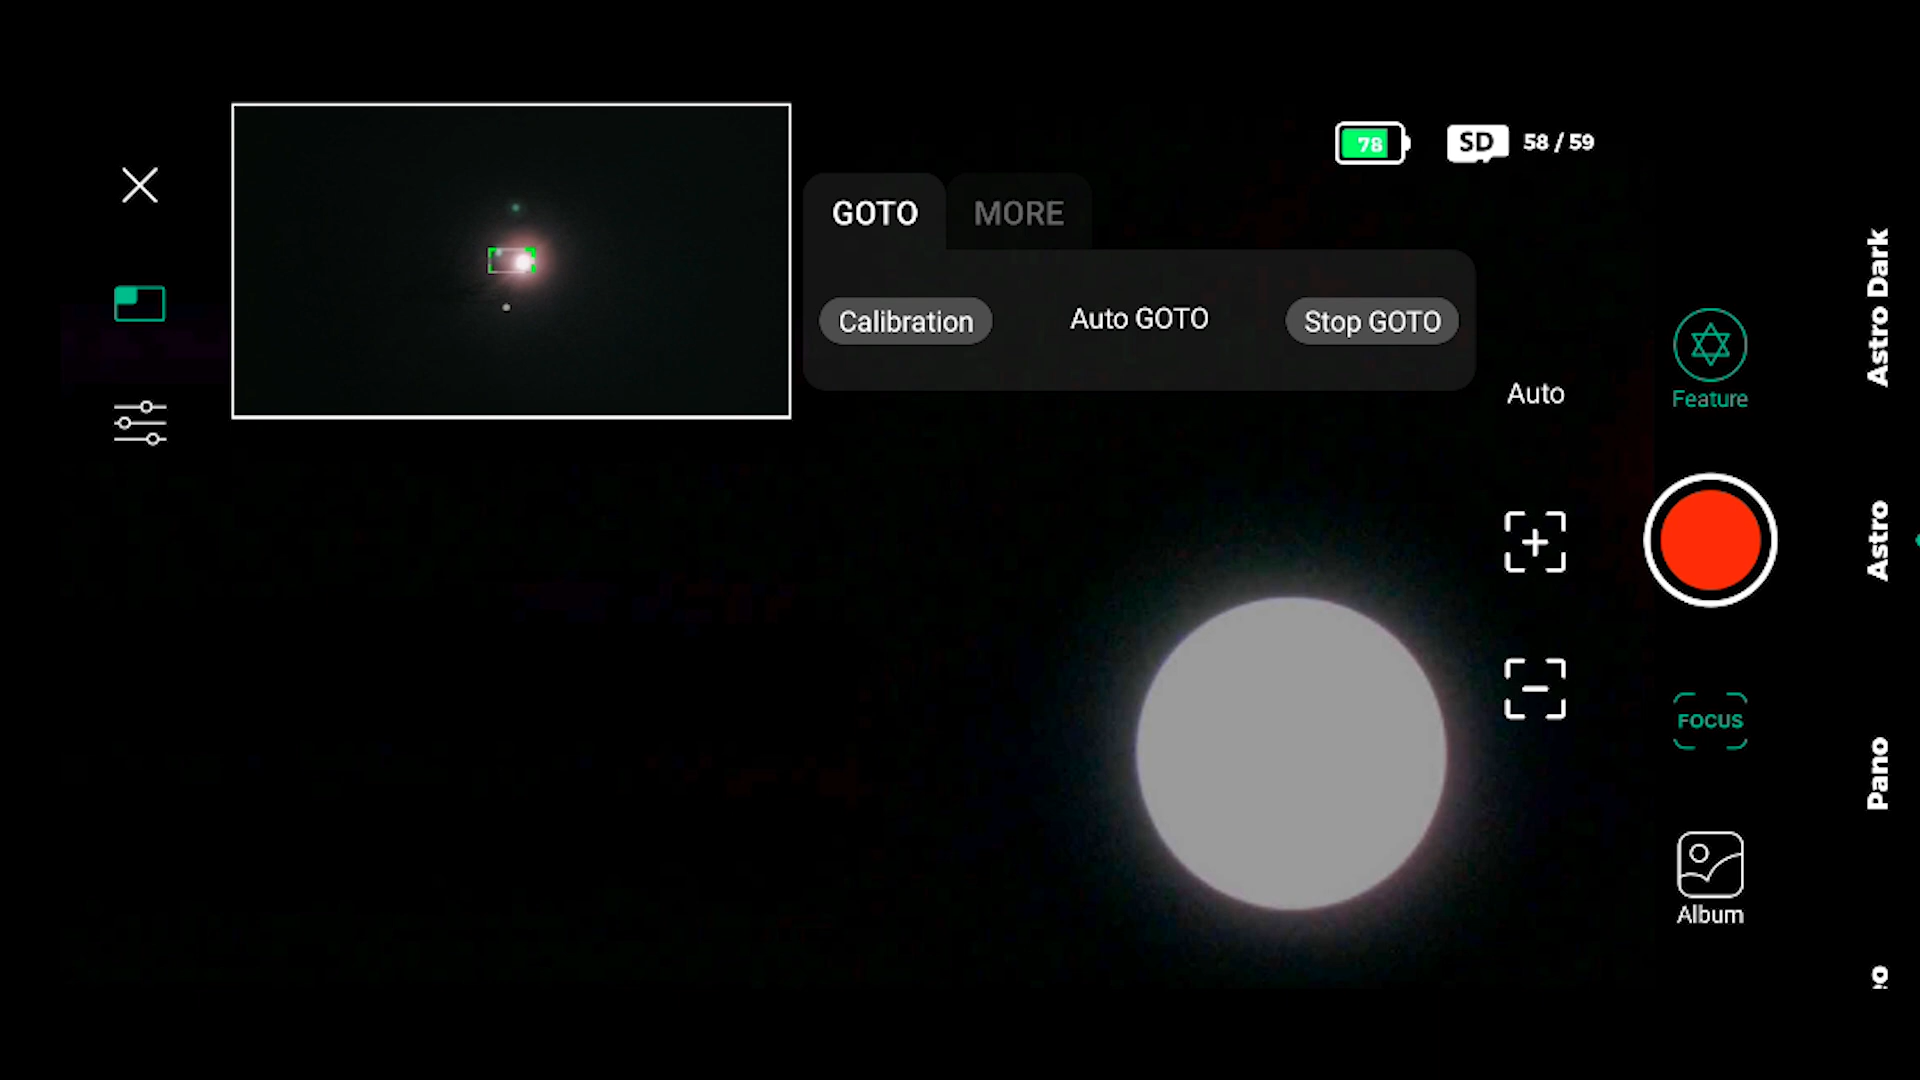 78
SD 58 / 59
GOTO
MORE
Calibration
Auto GOTO
Stop GOTO
Auto
Feature
FOCUS
Album
Astro Dark
Astro
Pano